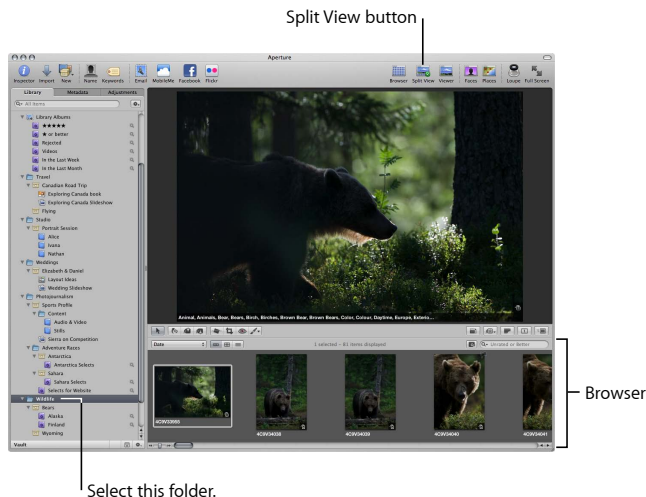 Split View button
Aperture
Inspector Import New Name Keywords Email MobileMe Facebook Flickr Browser Split View Viewer Faces Places Loupe Full Screen
Library Metadata Adjustments
All Items
Library Albums
★★★★★
★ or better
Rejected
Videos
In the Last Week
In the Last Month
Travel
Canadian Road Trip
Exploring Canada book
Exploring Canada Slideshow
Flying
Studio
Portrait Session
Alice
Ivana
Nathan
Weddings
Elizabeth & Daniel
Layout Ideas
Wedding Slideshow
Photojournalism
Sports Profile
Content
Audio & Video
Stills
Sierra on Competition
Adventure Races
Antarctica
Antarctica Selects
Sahara
Sahara Selects
Selects for Website
Wildlife
Bears
Alaska
Finland
Wyoming
Vault
Animal, Animals, Bear, Bears, Birch, Birches, Brown Bear, Brown Bears, Color, Colour, Daytime, Europe, Exterio...
Date
selected - 81 items displayed
Unrated or Better
4C9V33956
4C9V34038
4C9V34039
4C9V34040
4C9V34041
Browser
Select this folder.